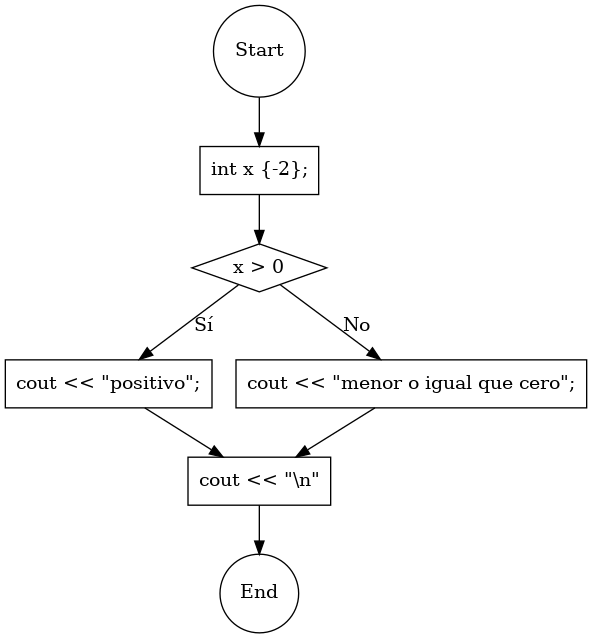 Start
int x {-2};
x > 0
Sí
No
cout << "positivo";
cout << "menor o igual que cero";
cout << "\n"
End